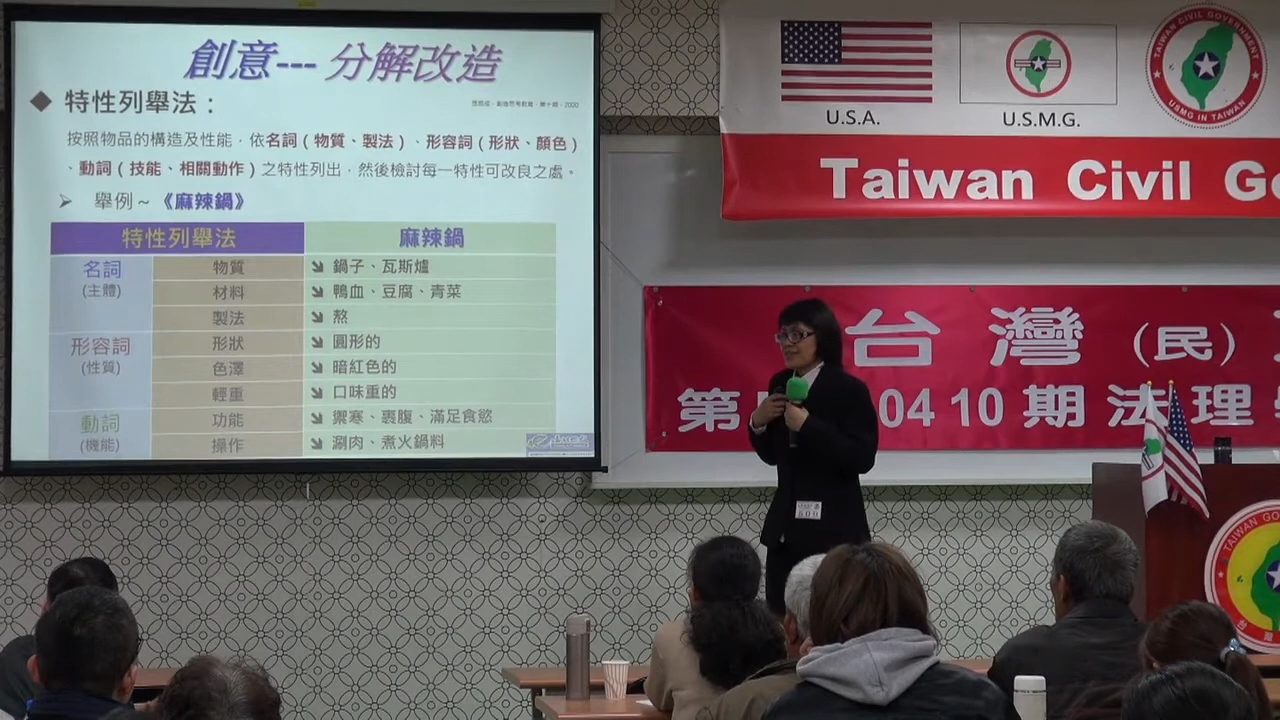 創意--- 分解改造
特性列舉法：
按照物品的構造及性能，依名詞（物質、製法）、形容詞（形狀、顏色）
、動詞（技能、相關動作）之特性列出，然後檢討每一特性可改良之處。
舉例～《麻辣鍋》
特性列舉法 麻辣鍋
名詞 物質 鍋子、瓦斯爐
(主體) 材料 鴨血、豆腐、青菜
製法 熬
形容詞 形狀 圓形的
(性質) 色澤 暗紅色的
輕重 口味重的
動詞 功能 禦寒、裹腹、滿足食慾
(機能) 操作 涮肉、煮火鍋料
U.S.A.
U.S.M.G.
TAIWAN CIVIL GOVERNMENT
USMG IN TAIWAN
Taiwan Civil G
台灣（民）
第 04 10 期法理
TAIWAN GO